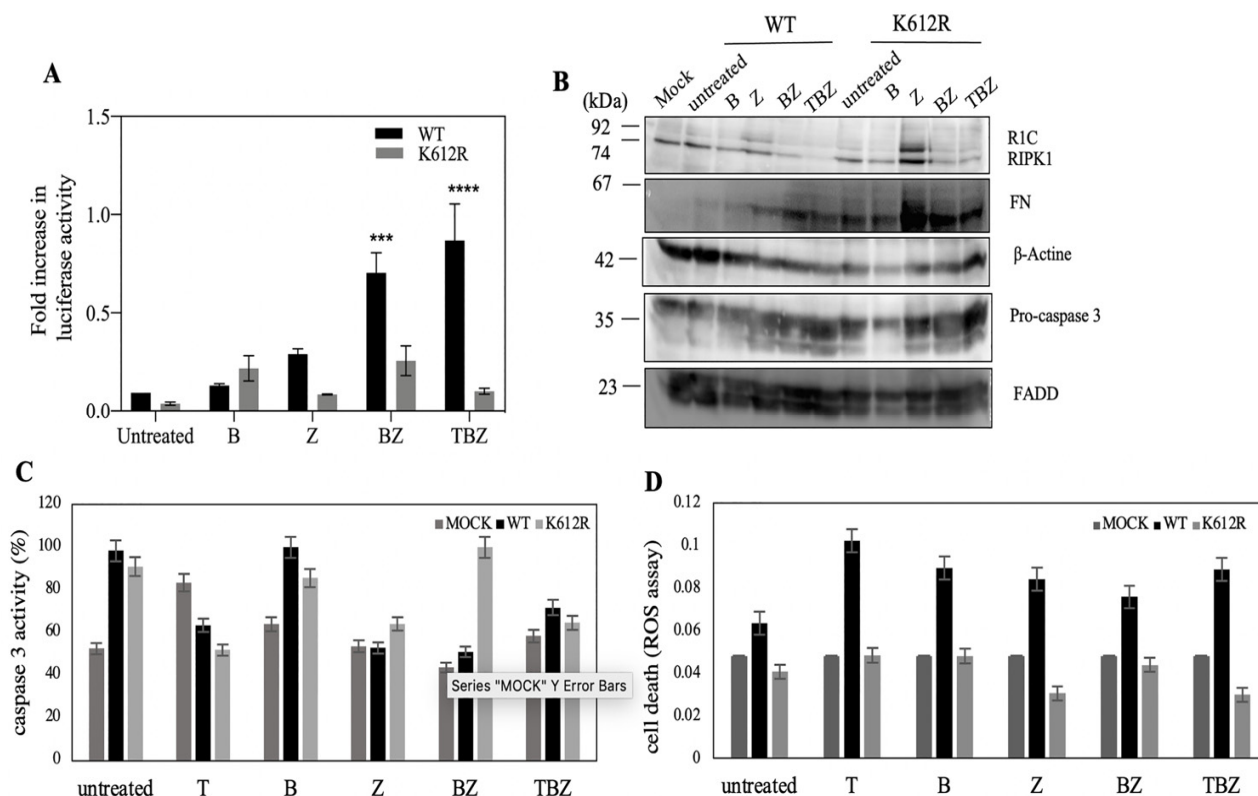 A
Fold increase in
luciferase activity
1.5
1.0
0.5
0.0
WT
K612R
***
****
Untreated B Z BZ TBZ
B
WT K612R
(kDa) Mock untreated B Z BZ TBZ untreated B Z BZ TBZ
92
74
R1C
RIPK1
67
FN
42
β-Actine
35
Pro-caspase 3
23
FADD
C
caspase 3 activity (%)
120
100
80
60
40
20
0
MOCK WT K612R
Series "MOCK" Y Error Bars
untreated T B Z BZ TBZ
D
cell death (ROS assay)
0.12
0.1
0.08
0.06
0.04
0.02
0
MOCK WT K612R
untreated T B Z BZ TBZ